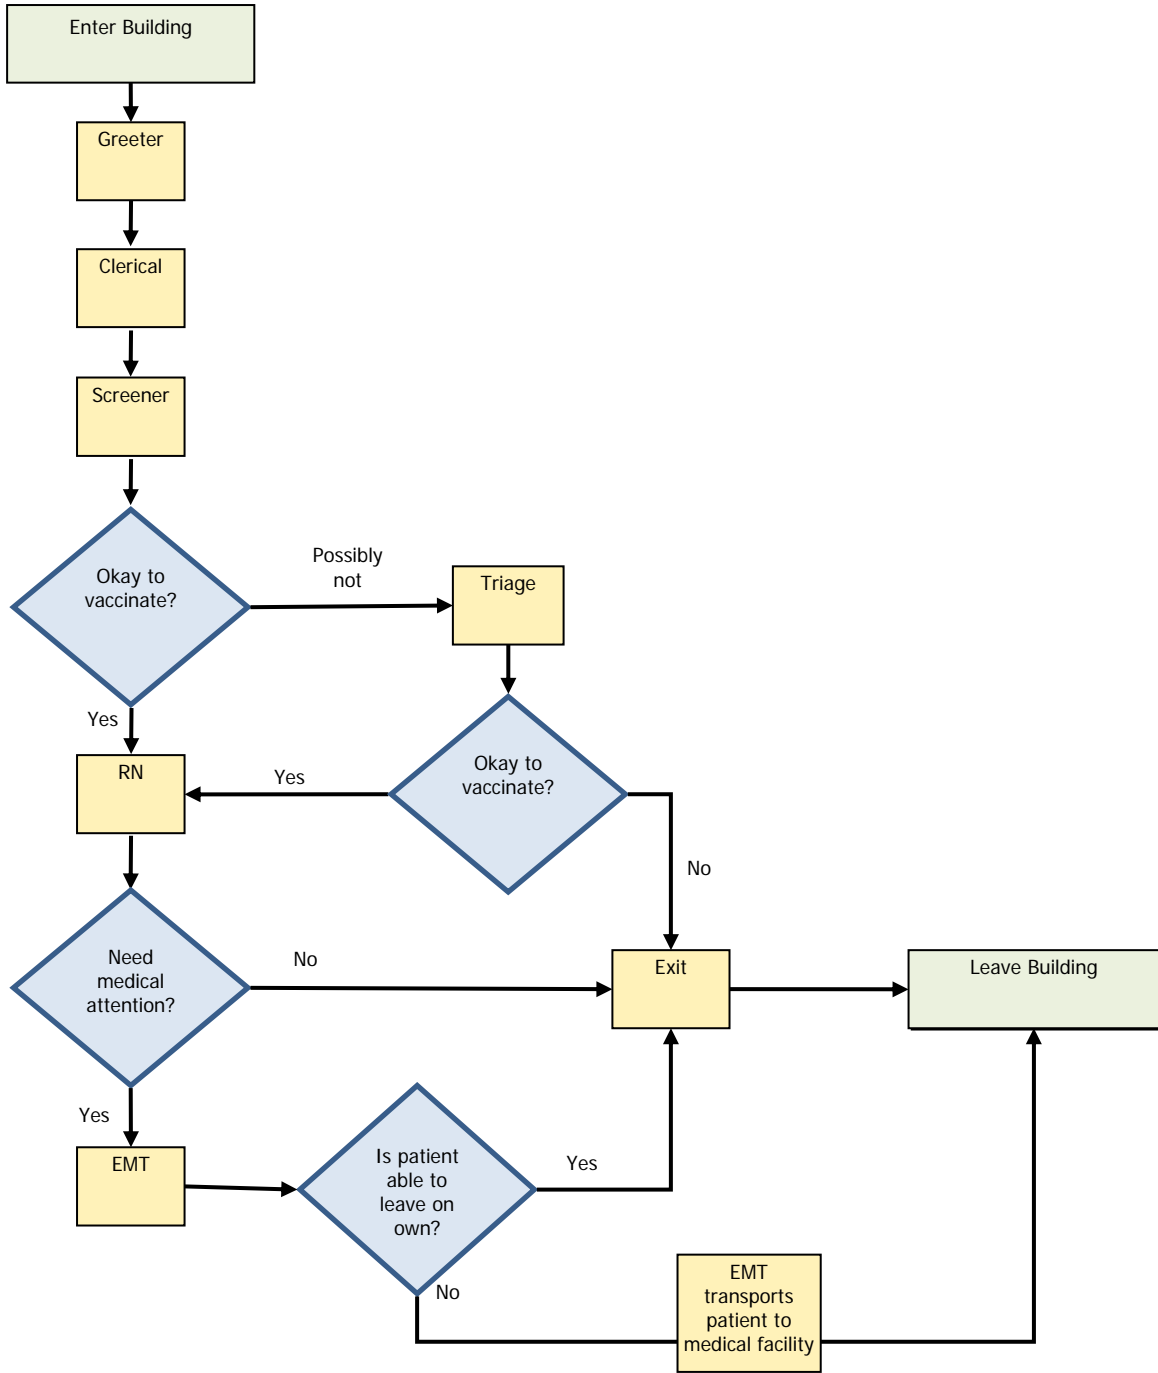 Enter Building
Greeter
Clerical
Screener
Okay to
vaccinate?
Possibly
not
Triage
Yes
RN
Yes
Okay to
vaccinate?
No
Need
medical
attention?
No
Exit
Leave Building
Yes
EMT
Is patient
able to
leave on
own?
Yes
No
EMT
transports
patient to
medical facility